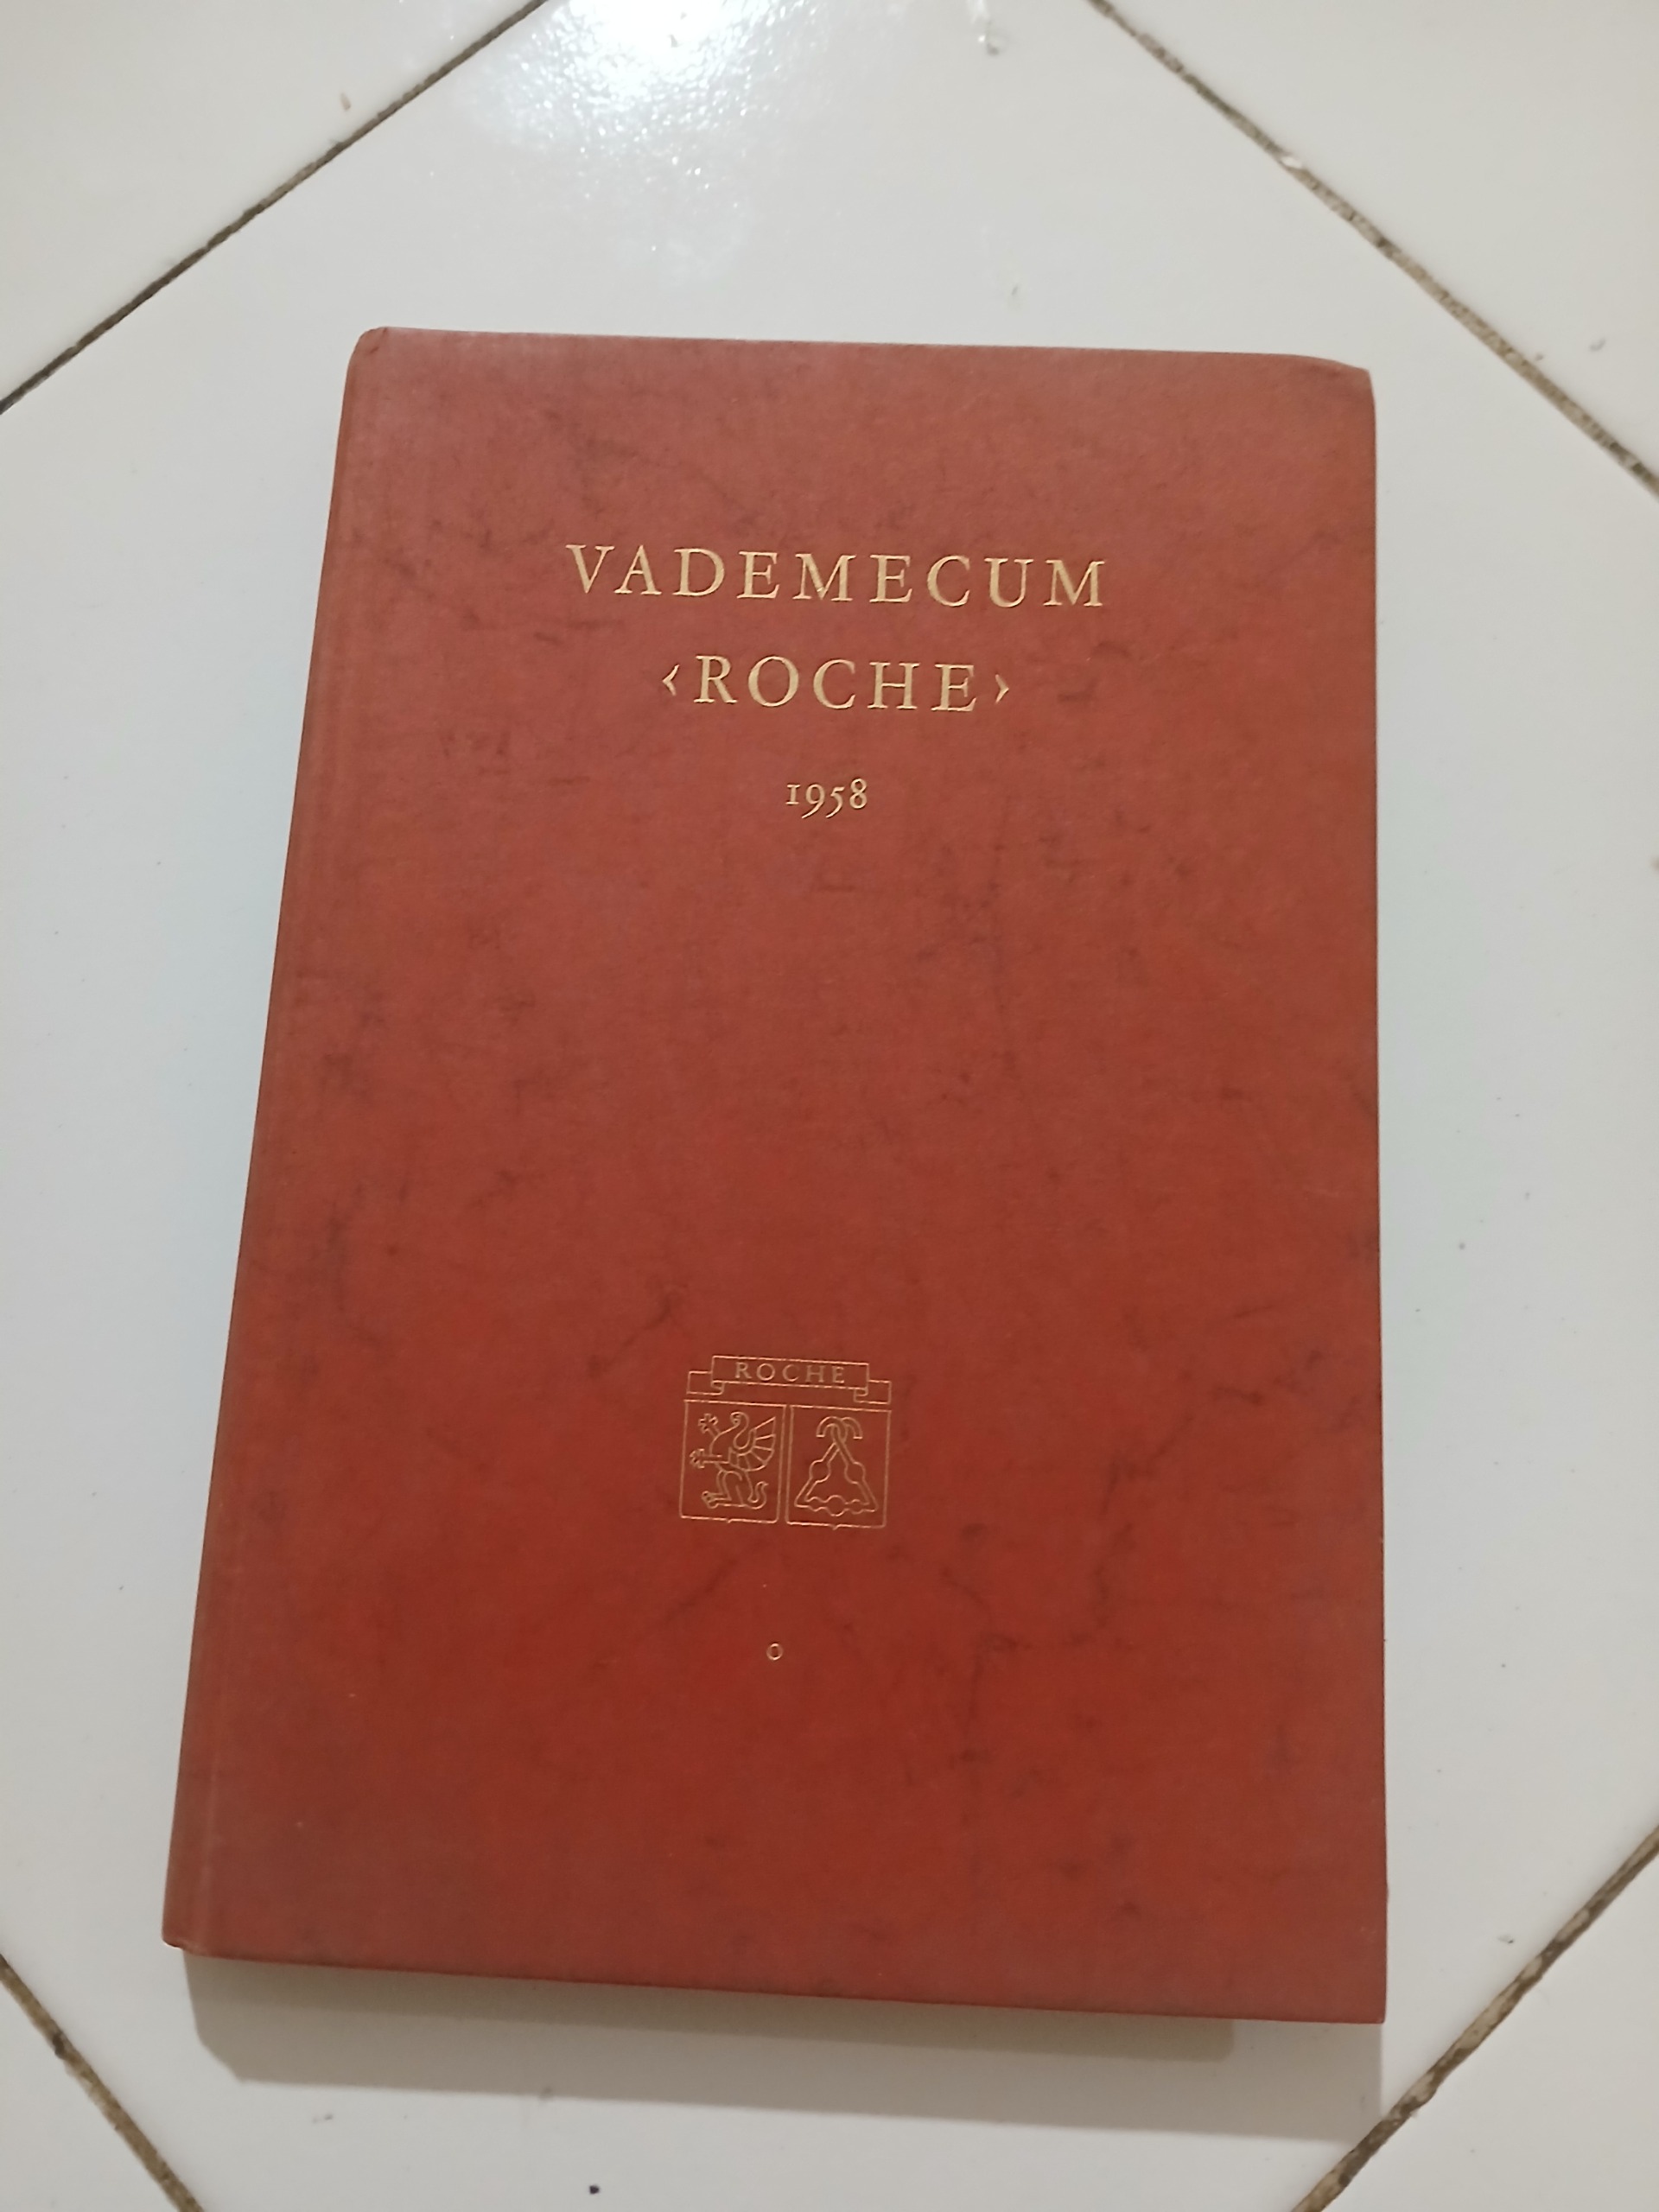 VADEMECUM
‹ROCHE›
1958
ROCHE
o